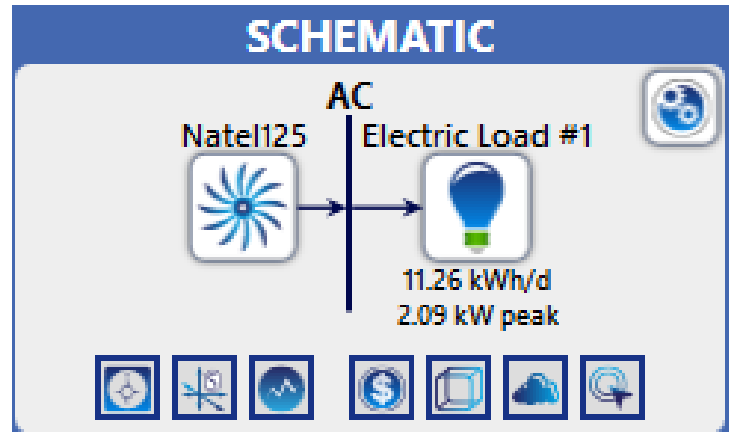 SCHEMATIC
AC
Natel125 Electric Load #1
11.26 kWh/d
2.09 kW peak